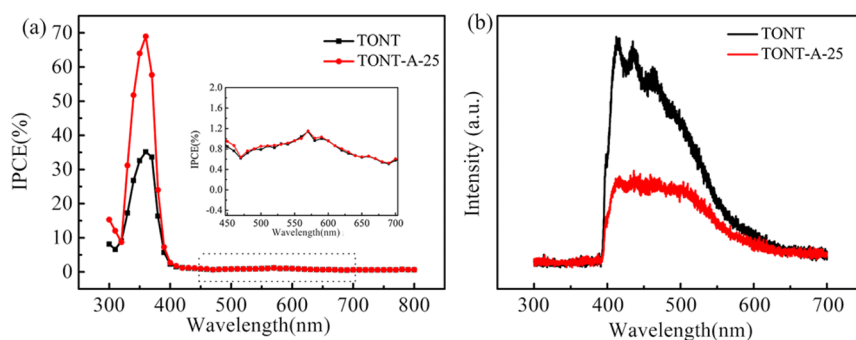 (a)
TONT
TONT-A-25
IPCE(%)
70
60
50
40
30
20
10
0
300 400 500 600 700 800
Wavelength(nm)
IPCE(%)
2.0
1.6
1.2
0.8
0.4
0.0
-0.4
450 500 550 600 650 700
Wavelength(nm)
(b)
TONT
TONT-A-25
Intensity (a.u.)
300 400 500 600 700
Wavelength(nm)